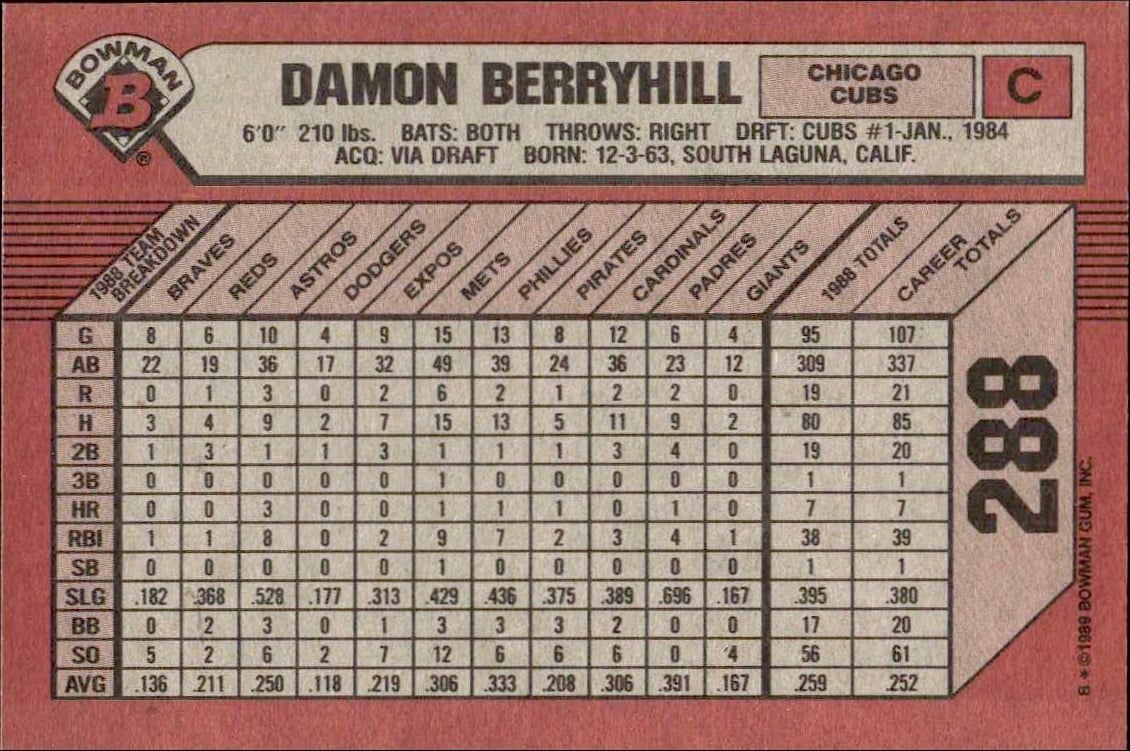 BOWMAN
B
®
DAMON BERRYHILL
CHICAGO
CUBS
C
6'0" 210 lbs. BATS: BOTH THROWS: RIGHT DRFT: CUBS #1-JAN., 1984
ACQ: VIA DRAFT BORN: 12-3-63, SOUTH LAGUNA, CALIF.
1988 TEAM BREAKDOWN BRAVES REDS ASTROS DODGERS EXPOS METS PHILLIES PIRATES CARDINALS PADRES GIANTS 1988 TOTALS CAREER TOTALS
G 8 6 10 4 9 15 13 8 12 6 4 95 107
AB 22 19 36 17 32 49 39 24 36 23 12 309 337
R 0 1 3 0 2 6 2 1 2 2 0 19 21
H 3 4 9 2 7 15 13 5 11 9 2 80 85
2B 1 3 1 1 3 1 1 1 3 4 0 19 20
3B 0 0 0 0 0 1 0 0 0 0 0 1 1
HR 0 0 3 0 0 1 1 1 0 1 0 7 7
RBI 1 1 8 0 2 9 7 2 3 4 1 38 39
SB 0 0 0 0 0 1 0 0 0 0 0 1 1
SLG .182 .368 .528 .177 .313 .429 .436 .375 .389 .696 .167 .395 .380
BB 0 2 3 0 1 3 3 3 2 0 0 17 20
SO 5 2 6 2 7 12 6 6 6 0 4 56 61
AVG .136 .211 .250 .118 .219 .306 .333 .208 .306 .391 .167 .259 .252
288
B * ©1989 BOWMAN GUM, INC.